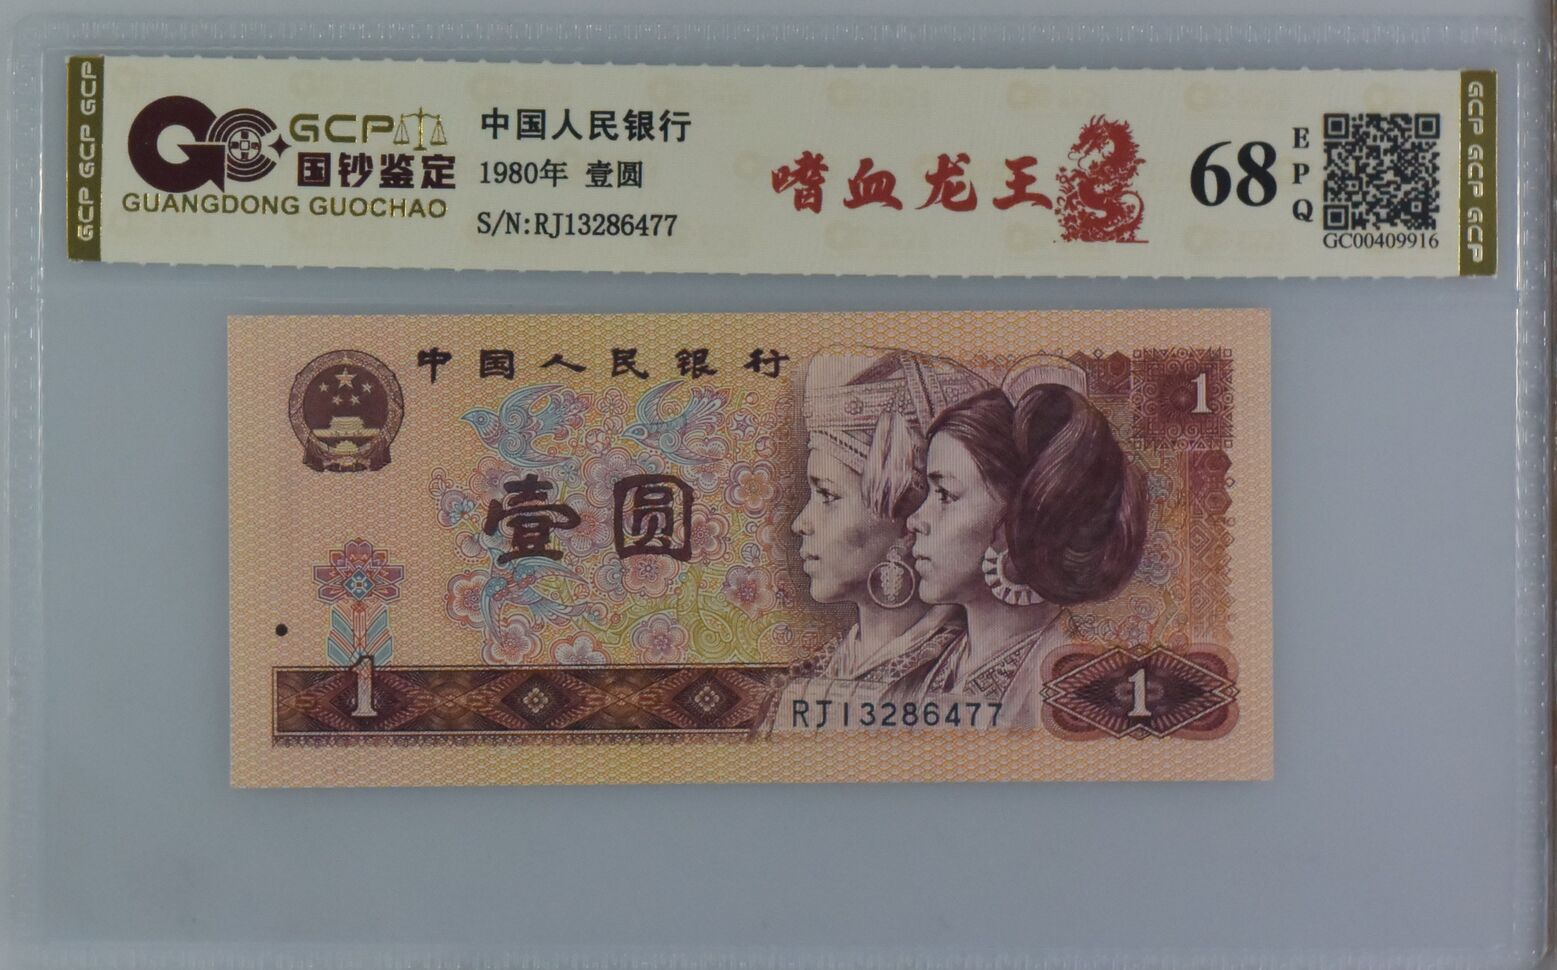 GCP GCP GCP
GCP
国钞鉴定
GUANGDONG GUOCHAO
中国人民银行
1980年 壹圆
S/N:RJ13286477
嗜血龙王
68
EPQ
GC00409916
GCP GCP GCP
中国人民银行
1
壹圆
1
RJ13286477
1